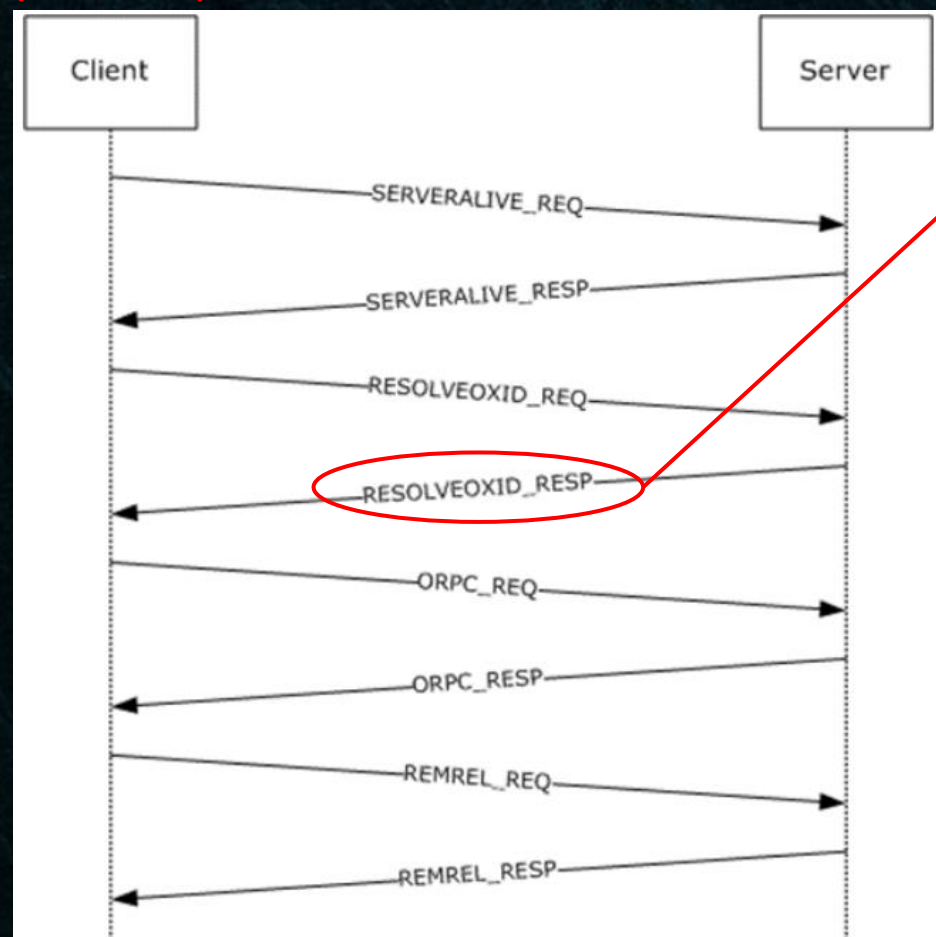 Client
Server
SERVERALIVE_REQ
SERVERALIVE_RESP
RESOLVEOXID_REQ
RESOLVEOXID_RESP
ORPC_REQ
ORPC_RESP
REMREL_REQ
REMREL_RESP